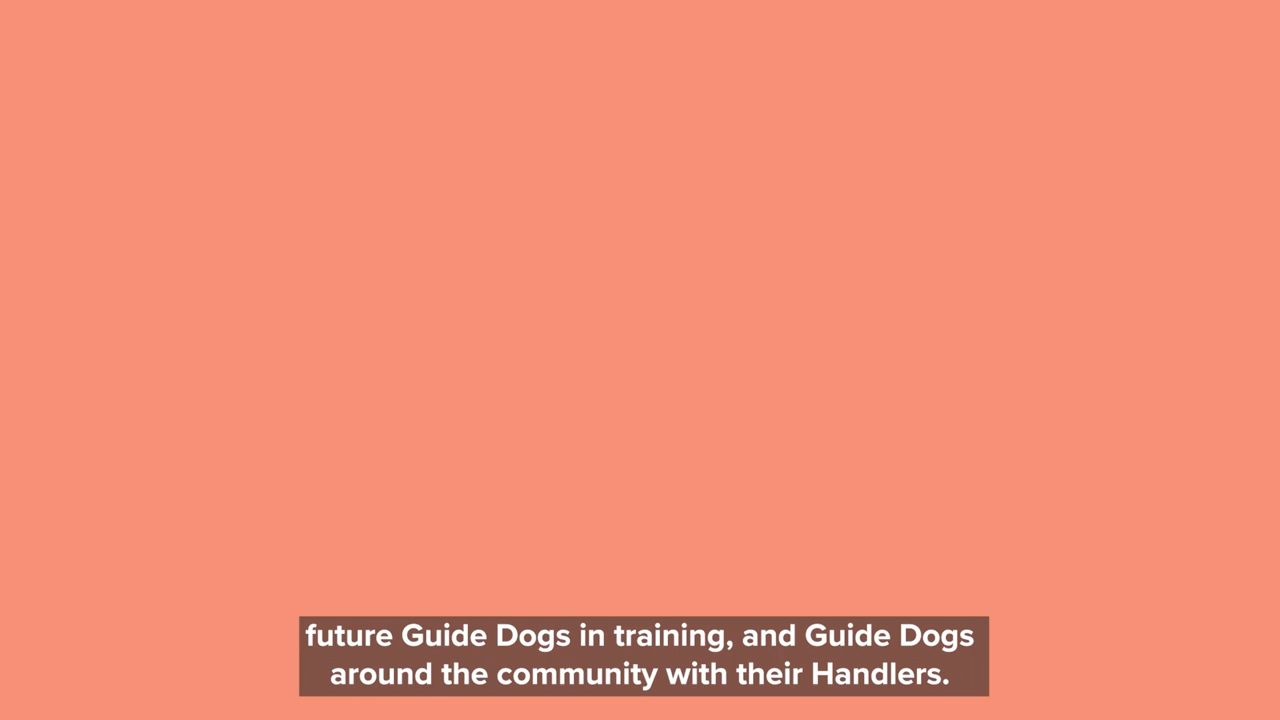 future Guide Dogs in training, and Guide Dogs
around the community with their Handlers.